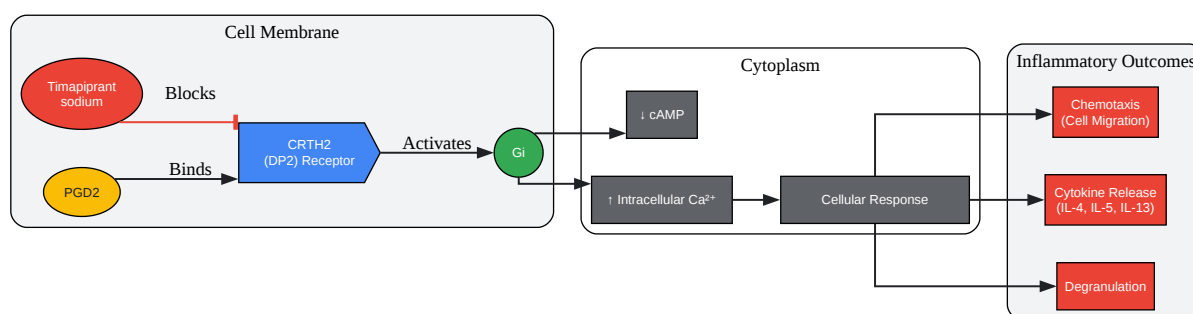 Cell Membrane
Timapiprant
sodium
Blocks
CRTH2
(DP2) Receptor
Activates
Gi
Binds
PGD2
Cytoplasm
↓ cAMP
↑ Intracellular Ca²⁺
Cellular Response
Inflammatory Outcomes
Chemotaxis
(Cell Migration)
Cytokine Release
(IL-4, IL-5, IL-13)
Degranulation